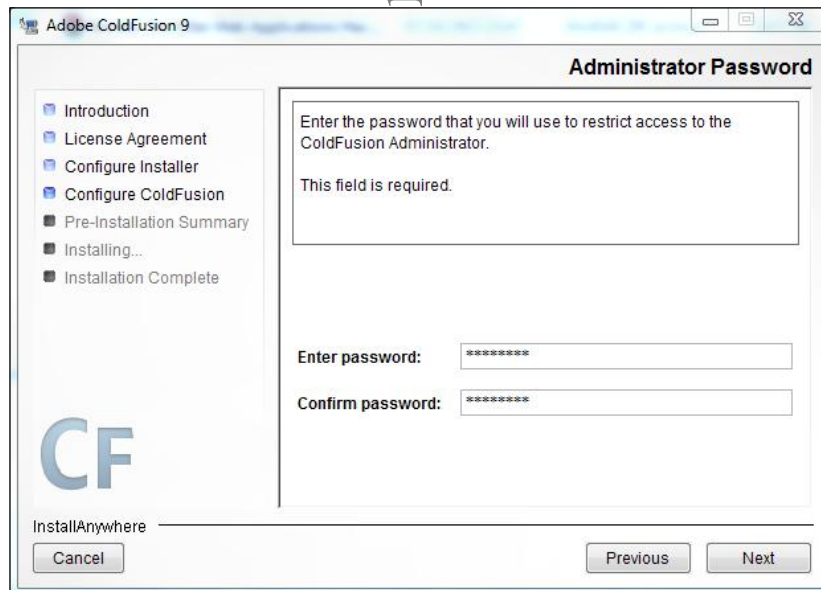 Adobe ColdFusion 9
Administrator Password
Introduction
License Agreement
Configure Installer
Configure ColdFusion
Pre-Installation Summary
Installing...
Installation Complete
Enter the password that you will use to restrict access to the
ColdFusion Administrator.
This field is required.
Enter password: ********
Confirm password: ********
CF
InstallAnywhere
Cancel
Previous
Next